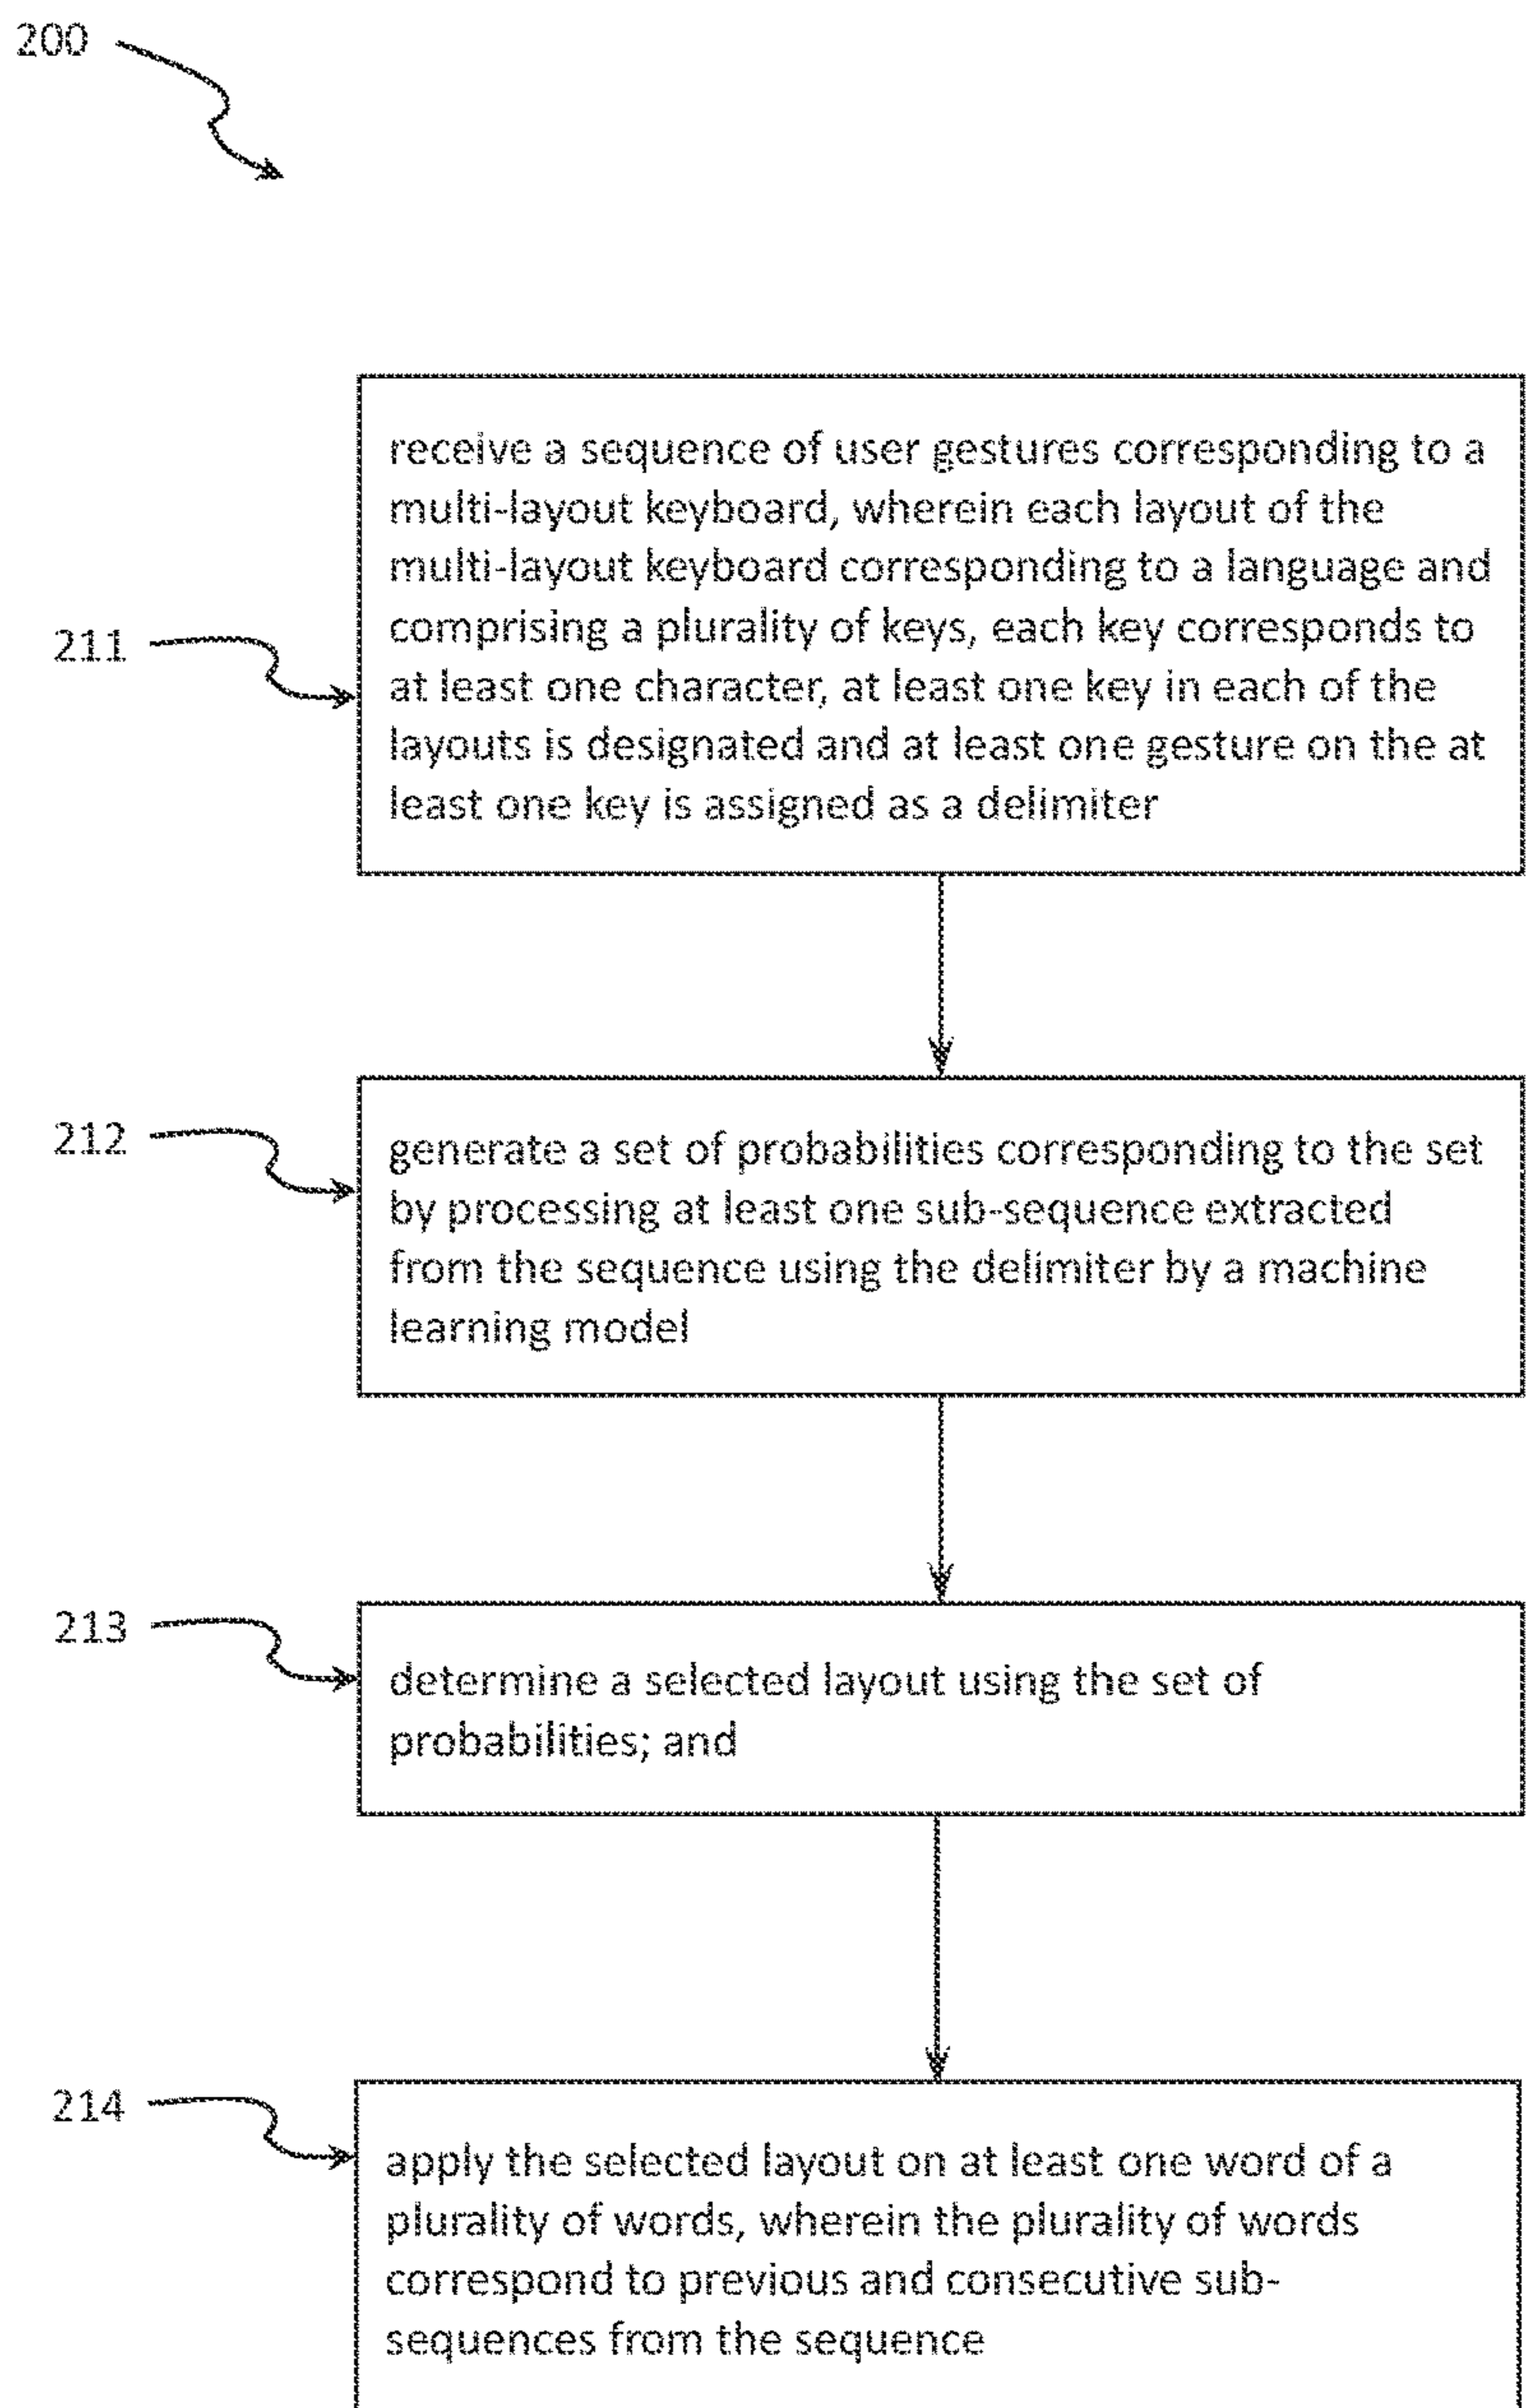 200
receive a sequence of user gestures corresponding to a
multi-layout keyboard, wherein each layout of the
multi-layout keyboard corresponding to a language and
comprising a plurality of keys, each key corresponds to
at least one character, at least one key in each of the
layouts is designated and at least one gesture on the at
least one key is assigned as a delimiter
211
generate a set of probabilities corresponding to the set
by processing at least one sub-sequence extracted
from the sequence using the delimiter by a machine
learning model
212
determine a selected layout using the set of
probabilities; and
213
apply the selected layout on at least one word of a
plurality of words, wherein the plurality of words
correspond to previous and consecutive sub-
sequences from the sequence
214